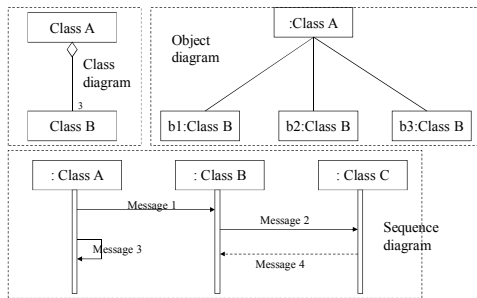 Class A
Class
diagram
3
Class B
:Class A
Object
diagram
b1:Class B
b2:Class B
b3:Class B
: Class A
: Class B
: Class C
Message 1
Message 2
Sequence
diagram
Message 3
Message 4